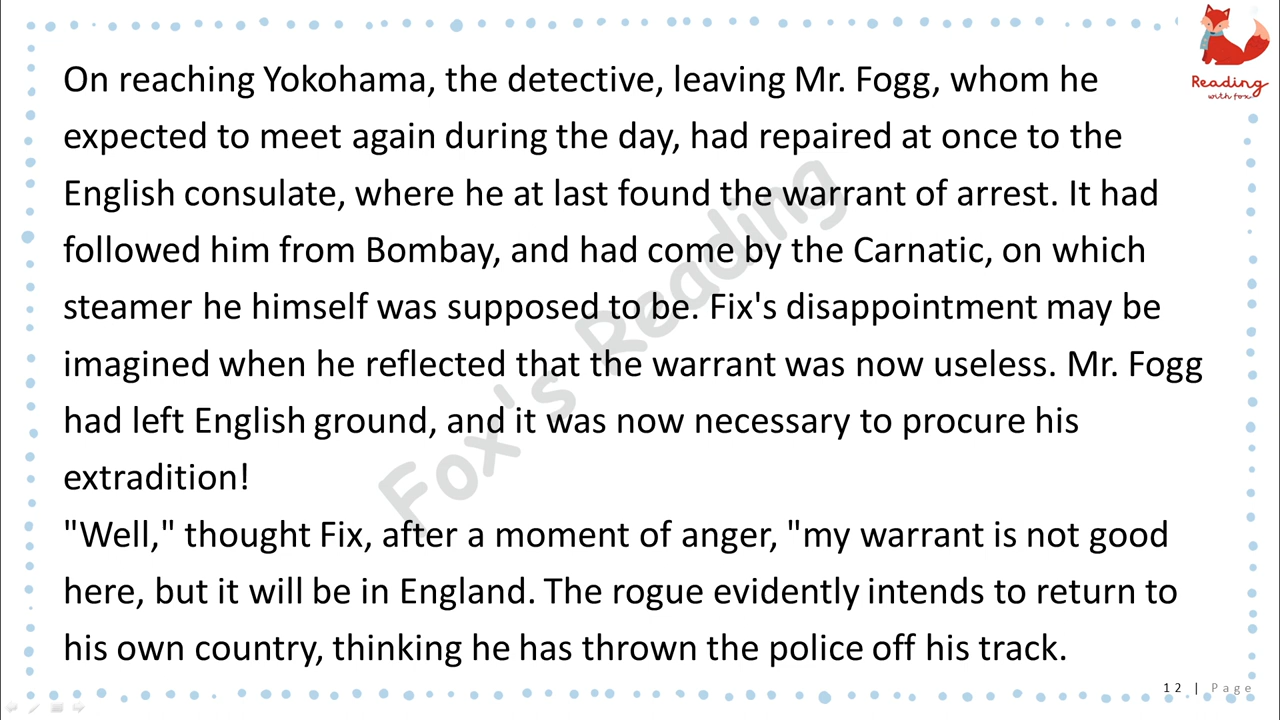 Reading
with fox
On reaching Yokohama, the detective, leaving Mr. Fogg, whom he
expected to meet again during the day, had repaired at once to the
English consulate, where he at last found the warrant of arrest. It had
followed him from Bombay, and had come by the Carnatic, on which
steamer he himself was supposed to be. Fix's disappointment may be
imagined when he reflected that the warrant was now useless. Mr. Fogg
had left English ground, and it was now necessary to procure his
extradition!
"Well," thought Fix, after a moment of anger, "my warrant is not good
here, but it will be in England. The rogue evidently intends to return to
his own country, thinking he has thrown the police off his track.
Fox's Reading
12 | Page